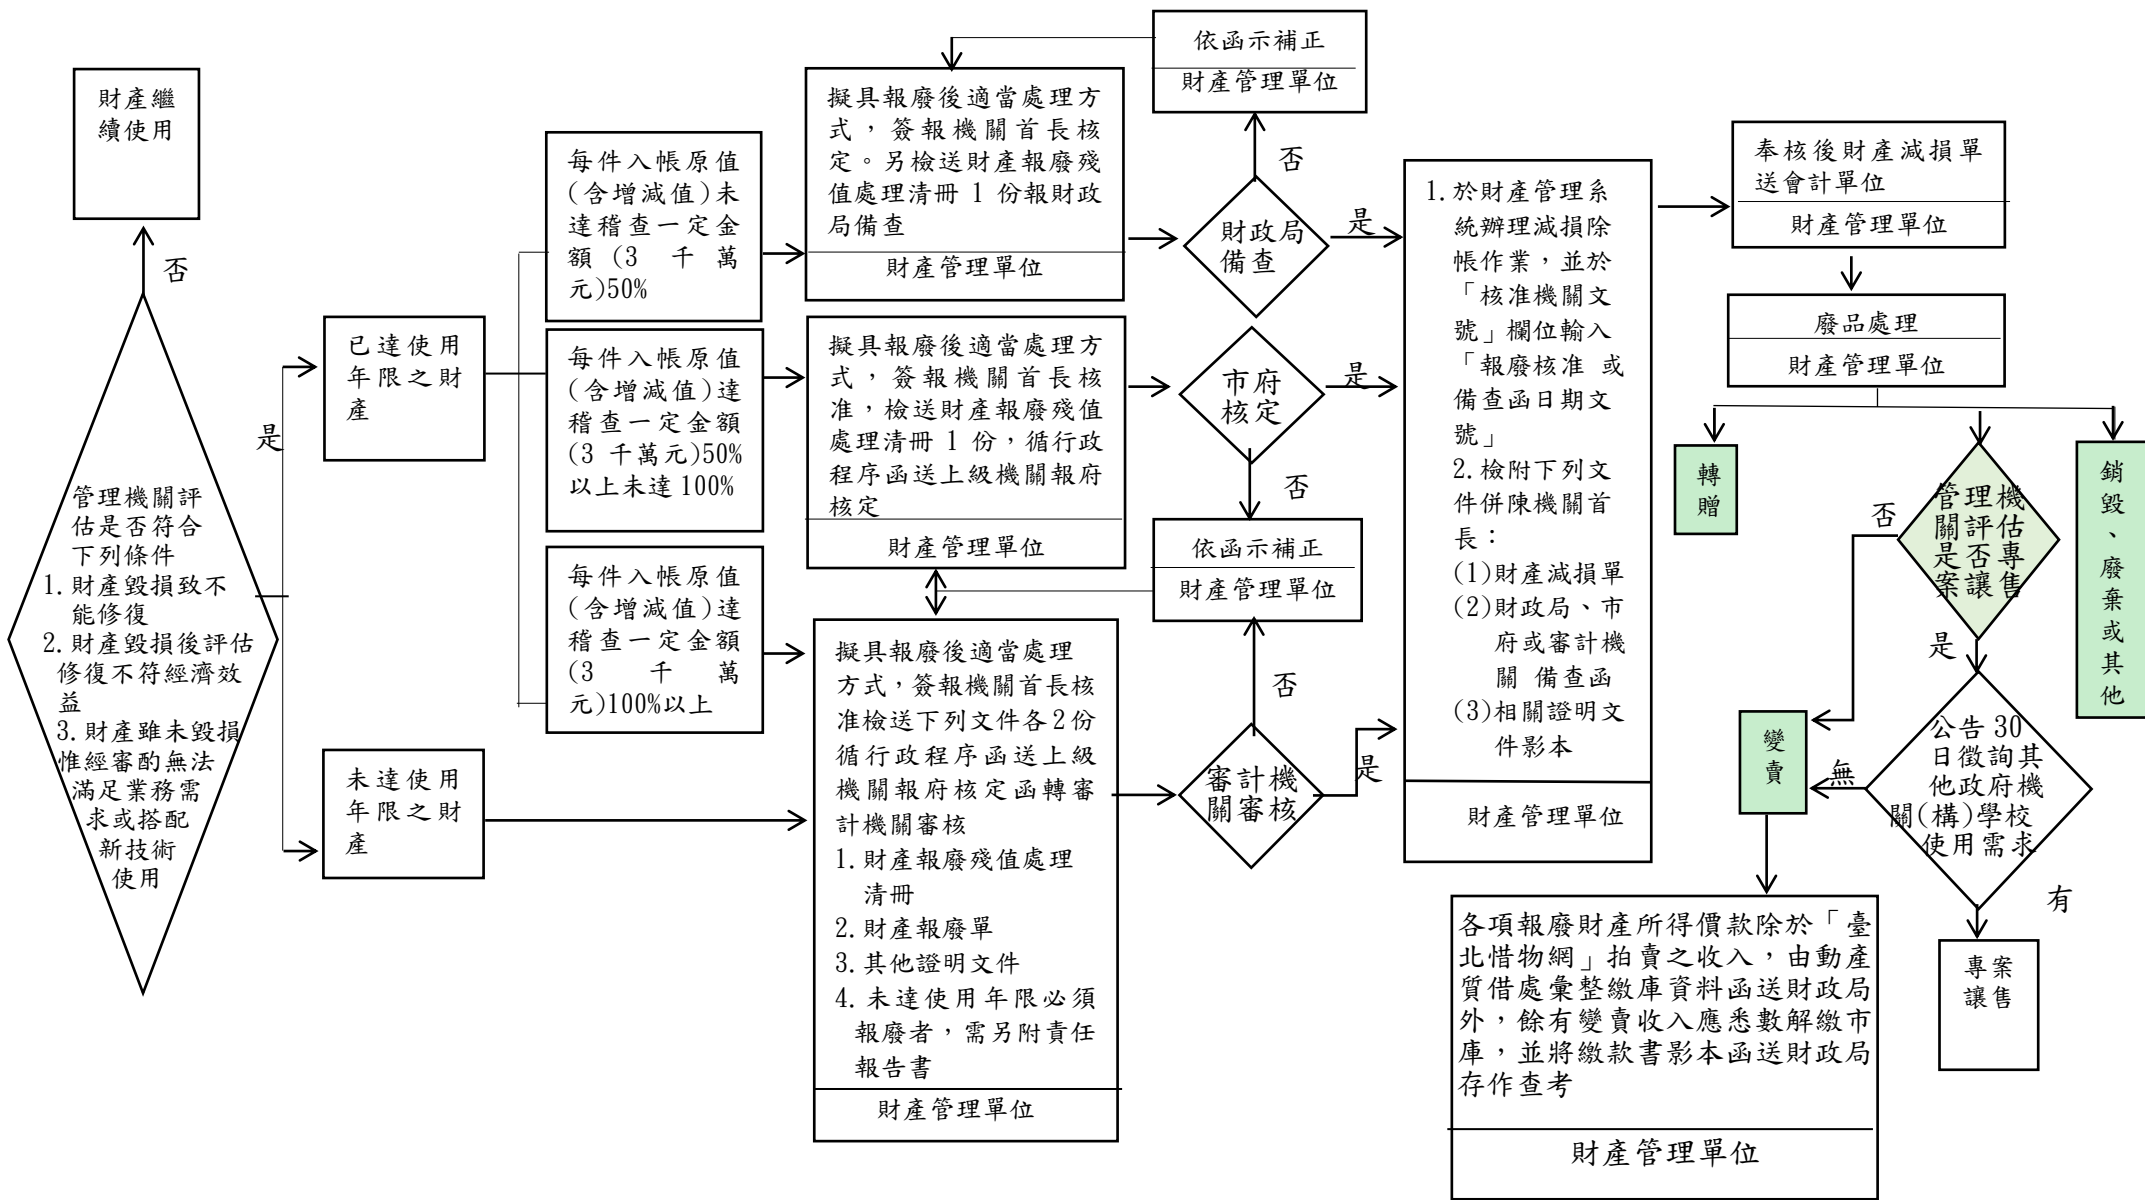 財產繼
續使用
否
管理機關評
估是否符合
下列條件
1.財產毀損致不
能修復
2.財產毀損後評估
修復不符經濟效
益
3.財產雖未毀損
惟經審酌無法
滿足業務需
求或搭配
新技術
使用
是
已達使用
年限之財
產
未達使用
年限之財
產
每件入帳原值
(含增減值)未
達稽查一定金
額(3 千萬
元)50%
每件入帳原值
(含增減值)達
稽查一定金額
(3 千萬元)50%
以上未達 100%
每件入帳原值
(含增減值)達
稽查一定金額
(3 千萬
元)100%以上
擬具報廢後適當處理方
式，簽報機關首長核
定。另檢送財產報廢殘
值處理清冊 1 份報財政
局備查
財產管理單位
擬具報廢後適當處理方
式，簽報機關首長核
准，檢送財產報廢殘值
處理清冊 1 份，循行政
程序函送上級機關報府
核定
財產管理單位
擬具報廢後適當處理
方式，簽報機關首長核
准檢送下列文件各2份
循行政程序函送上級
機關報府核定函轉審
計機關審核
1.財產報廢殘值處理
清冊
2.財產報廢單
3.其他證明文件
4.未達使用年限必須
報廢者，需另附責任
報告書
財產管理單位
依函示補正
財產管理單位
否
財政局
備查
是
市府
核定
是
否
依函示補正
財產管理單位
否
審計機
關審核
是
1.於財產管理系
統辦理減損除
帳作業，並於
「核准機關文
號」欄位輸入
「報廢核准 或
備查函日期文
號」
2.檢附下列文
件併陳機關首
長：
(1)財產減損單
(2)財政局、市
府或審計機
關 備查函
(3)相關證明文
件影本
財產管理單位
奉核後財產減損單
送會計單位
財產管理單位
廢品處理
財產管理單位
轉
贈
否
管理機
關評估
是否專
案讓售
是
銷
毀
、
廢
棄
或
其
他
變
賣
無
公告 30
日徵詢其
他政府機
關(構)學校
使用需求
有
專案
讓售
各項報廢財產所得價款除於「臺
北惜物網」拍賣之收入，由動產
質借處彙整繳庫資料函送財政局
外，餘有變賣收入應悉數解繳市
庫，並將繳款書影本函送財政局
存作查考
財產管理單位